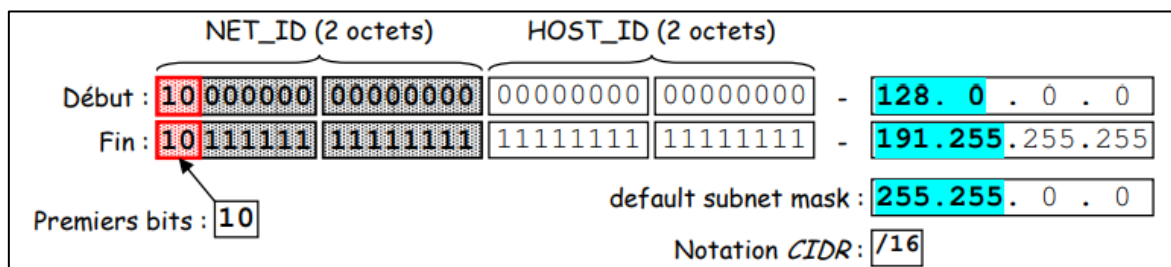 NET_ID (2 octets) HOST_ID (2 octets)
Début : 10 000000 00000000 00000000 00000000 - 128. 0 . 0 . 0
Fin : 10 111111 11111111 11111111 11111111 - 191.255.255.255
default subnet mask : 255.255. 0 . 0
Premiers bits : 10
Notation CIDR : /16